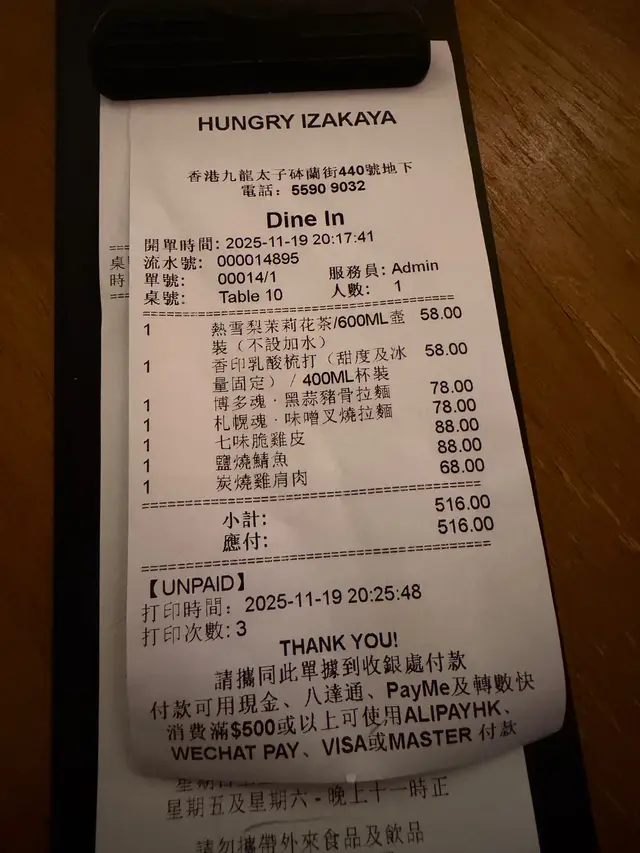 HUNGRY IZAKAYA
香港九龍太子砵蘭街440號地下
電話：5590 9032
Dine In
開單時間: 2025-11-19 20:17:41
流水號: 000014895
單號: 00014/1 服務員: Admin
桌號: Table 10 人數: 1
1 熱雪梨茉莉花茶/600ML壺 58.00
裝（不設加水）
1 香印乳酸梳打（甜度及冰 58.00
量固定） / 400ML杯裝
1 博多魂·黑蒜豬骨拉麵 78.00
1 札幌魂·味噌叉燒拉麵 78.00
1 七味脆雞皮 88.00
1 鹽燒鯖魚 88.00
1 炭燒雞肩肉 68.00
小計: 516.00
應付: 516.00
【UNPAID】
打印時間: 2025-11-19 20:25:48
打印次數: 3
THANK YOU!
請攜同此單據到收銀處付款
付款可用現金、八達通、PayMe及轉數快
消費滿$500或以上可使用ALIPAYHK、
WECHAT PAY、VISA或MASTER 付款
桌
時
星期五及星期六 - 晚上十一時正
請勿攜帶外來食品及飲品